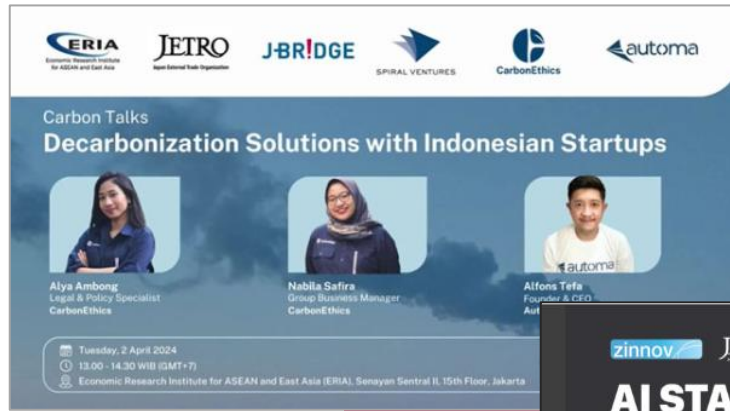 ERIA
Economic Research Institute
for ASEAN and East Asia
JETRO
Japan External Trade Organization
J-BR!DGE
SPIRAL VENTURES
CarbonEthics
automa
Carbon Talks
Decarbonization Solutions with Indonesian Startups
automa
Alya Ambong
Legal & Policy Specialist
CarbonEthics
Nabila Safira
Group Business Manager
CarbonEthics
Alfons Tefa
Founder & CEO
Tuesday, 2 April 2024
13.00 - 14.30 WIB (GMT+7)
Economic Research Institute for ASEAN and East Asia (ERIA), Senayan Sentral II, 15th Floor, Jakarta
zinnov
AI STA